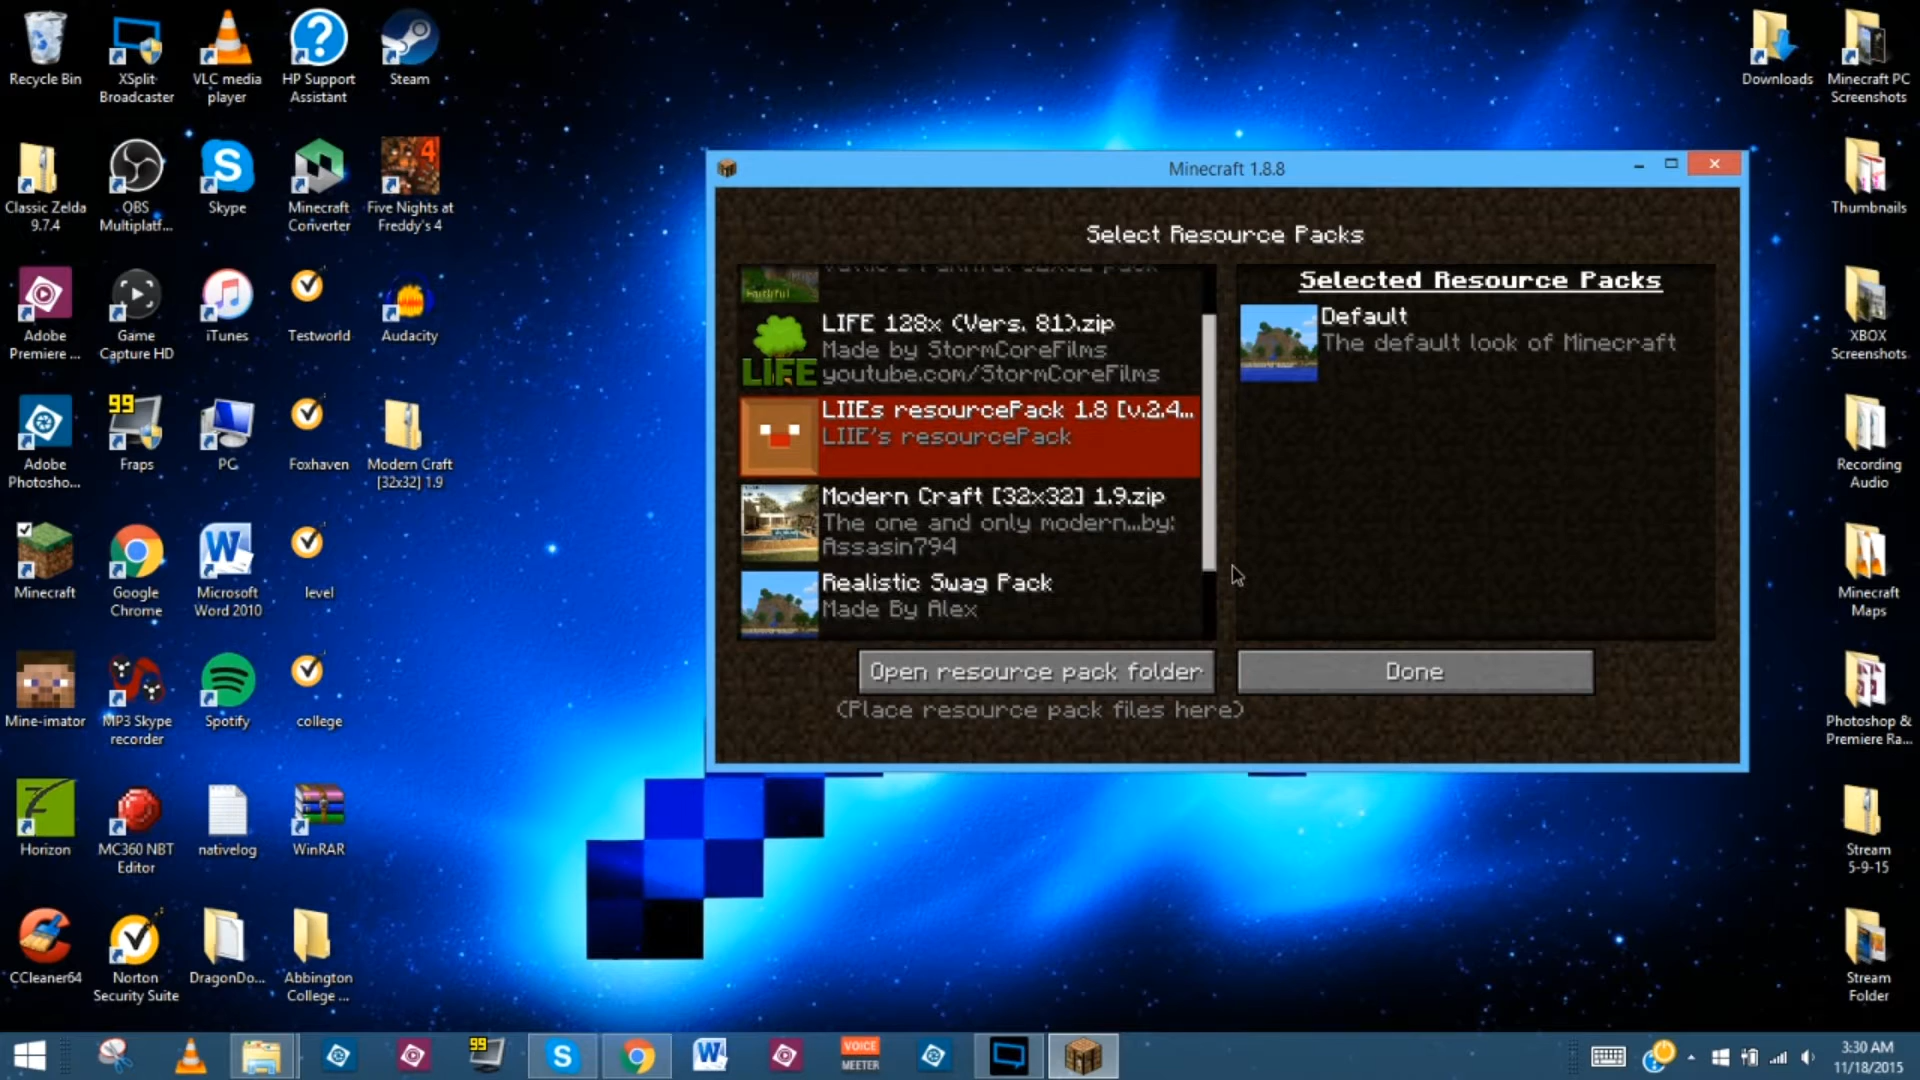 Recycle Bin
XSplit
Broadcaster
VLC media
player
HP Support
Assistant
Steam
Classic Zelda
9.7.4
OBS
Multiplatf...
Skype
Minecraft
Converter
4
Five Nights at
Freddy's 4
Adobe
Premiere ...
Game
Capture HD
iTunes
Testworld
Audacity
Adobe
Photosho...
99
Fraps
PC
Foxhaven
Modern Craft
[32x32] 1.9
Minecraft
Google
Chrome
Microsoft
Word 2010
level
Mine-imator
MP3 Skype
recorder
Spotify
college
Horizon
MC360 NBT
Editor
nativelog
WinRAR
CCleaner64
Norton
Security Suite
DragonDo...
Abbington
College ...
Minecraft 1.8.8
Select Resource Packs
Faithful
LIFE 128x (Vers. 81).zip
Made by StormCoreFilms
LIFE
youtube.com/StormCoreFilms
LIIEs resourcePack 1.8 [v.2.4...
LIIE's resourcePack
Modern Craft [32x32] 1.9.zip
The one and only modern...by:
Assasin794
Realistic Swag Pack
Made By Alex
Selected Resource Packs
Default
The default look of Minecraft
Open resource pack folder
Done
(Place resource pack files here)
Downloads
Minecraft PC
Screenshots
Thumbnails
XBOX
Screenshots
Recording
Audio
Minecraft
Maps
Photoshop &
Premiere Ra...
Stream
5-9-15
Stream
Folder
99
VOICE
MEETER
3:30 AM
11/18/2015